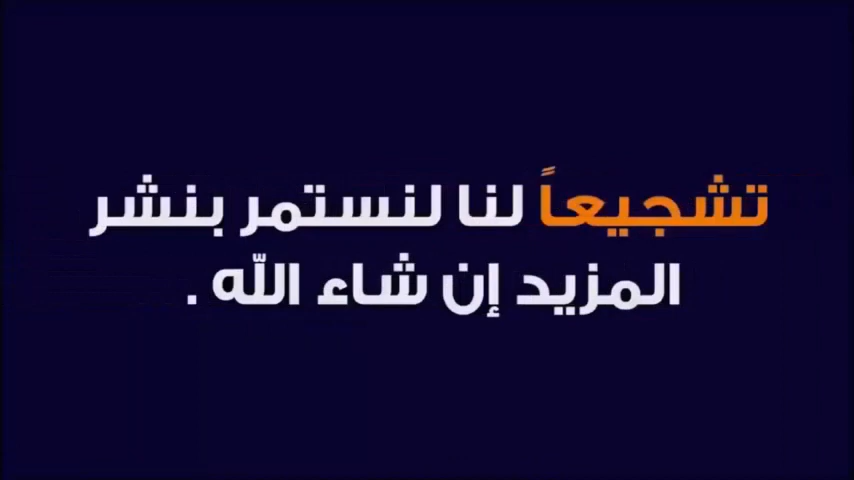 تشجيعاً لنا لنستمر بنشر
المزيد إن شاء الله .